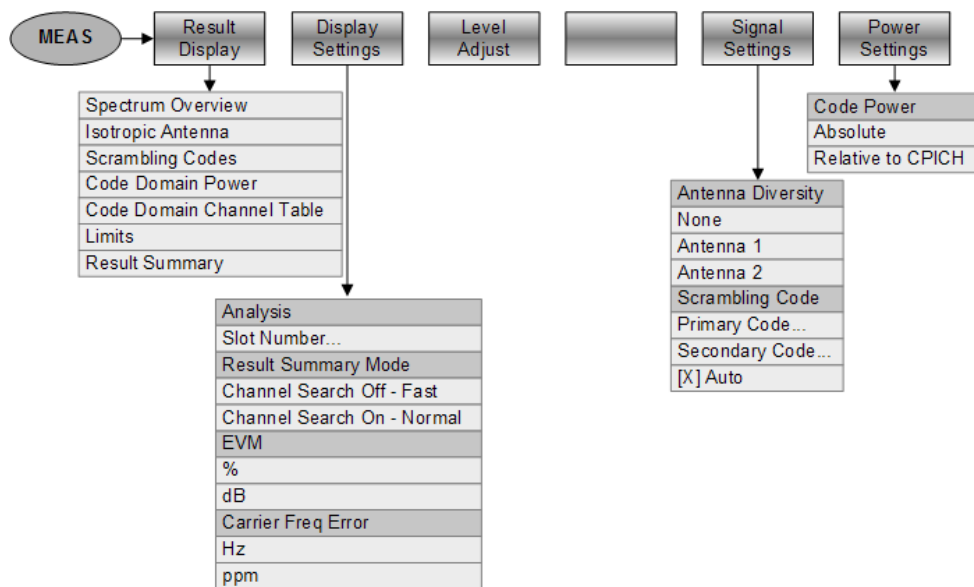 MEAS
Result
Display
Display
Settings
Level
Adjust
Signal
Settings
Power
Settings
Spectrum Overview
Isotropic Antenna
Scrambling Codes
Code Domain Power
Code Domain Channel Table
Limits
Result Summary
Analysis
Slot Number...
Result Summary Mode
Channel Search Off - Fast
Channel Search On - Normal
EVM
%
dB
Carrier Freq Error
Hz
ppm
Antenna Diversity
None
Antenna 1
Antenna 2
Scrambling Code
Primary Code...
Secondary Code...
[X] Auto
Code Power
Absolute
Relative to CPICH